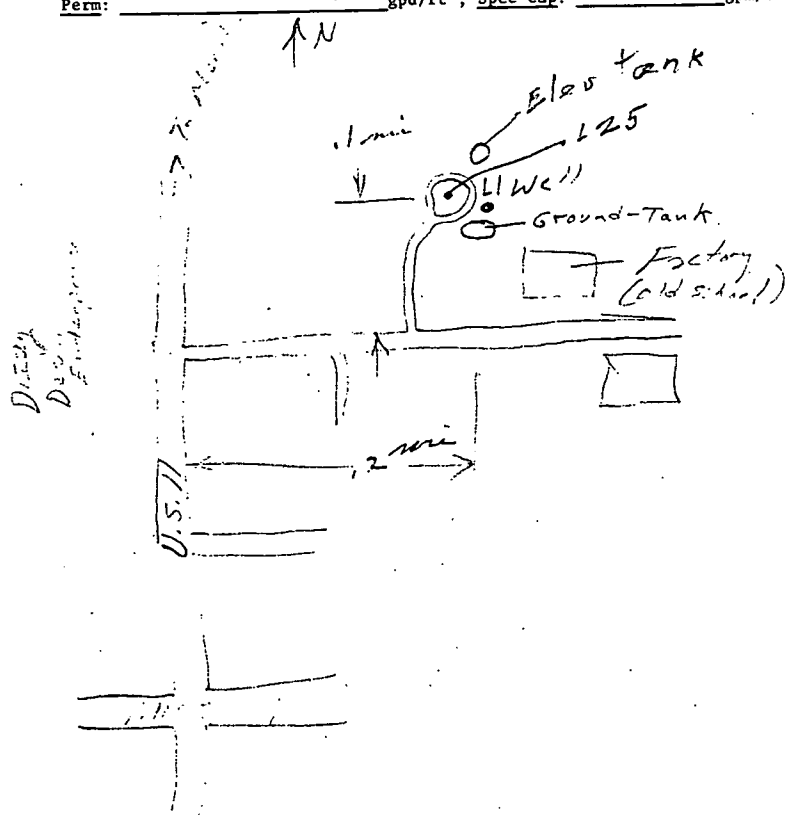 Perm: gpd/ft , Spec cap:
N
Elev tank
.1 mi
L25
L1 Well
Ground-Tank
Factory
(old school)
.2 mi
U.S. 11